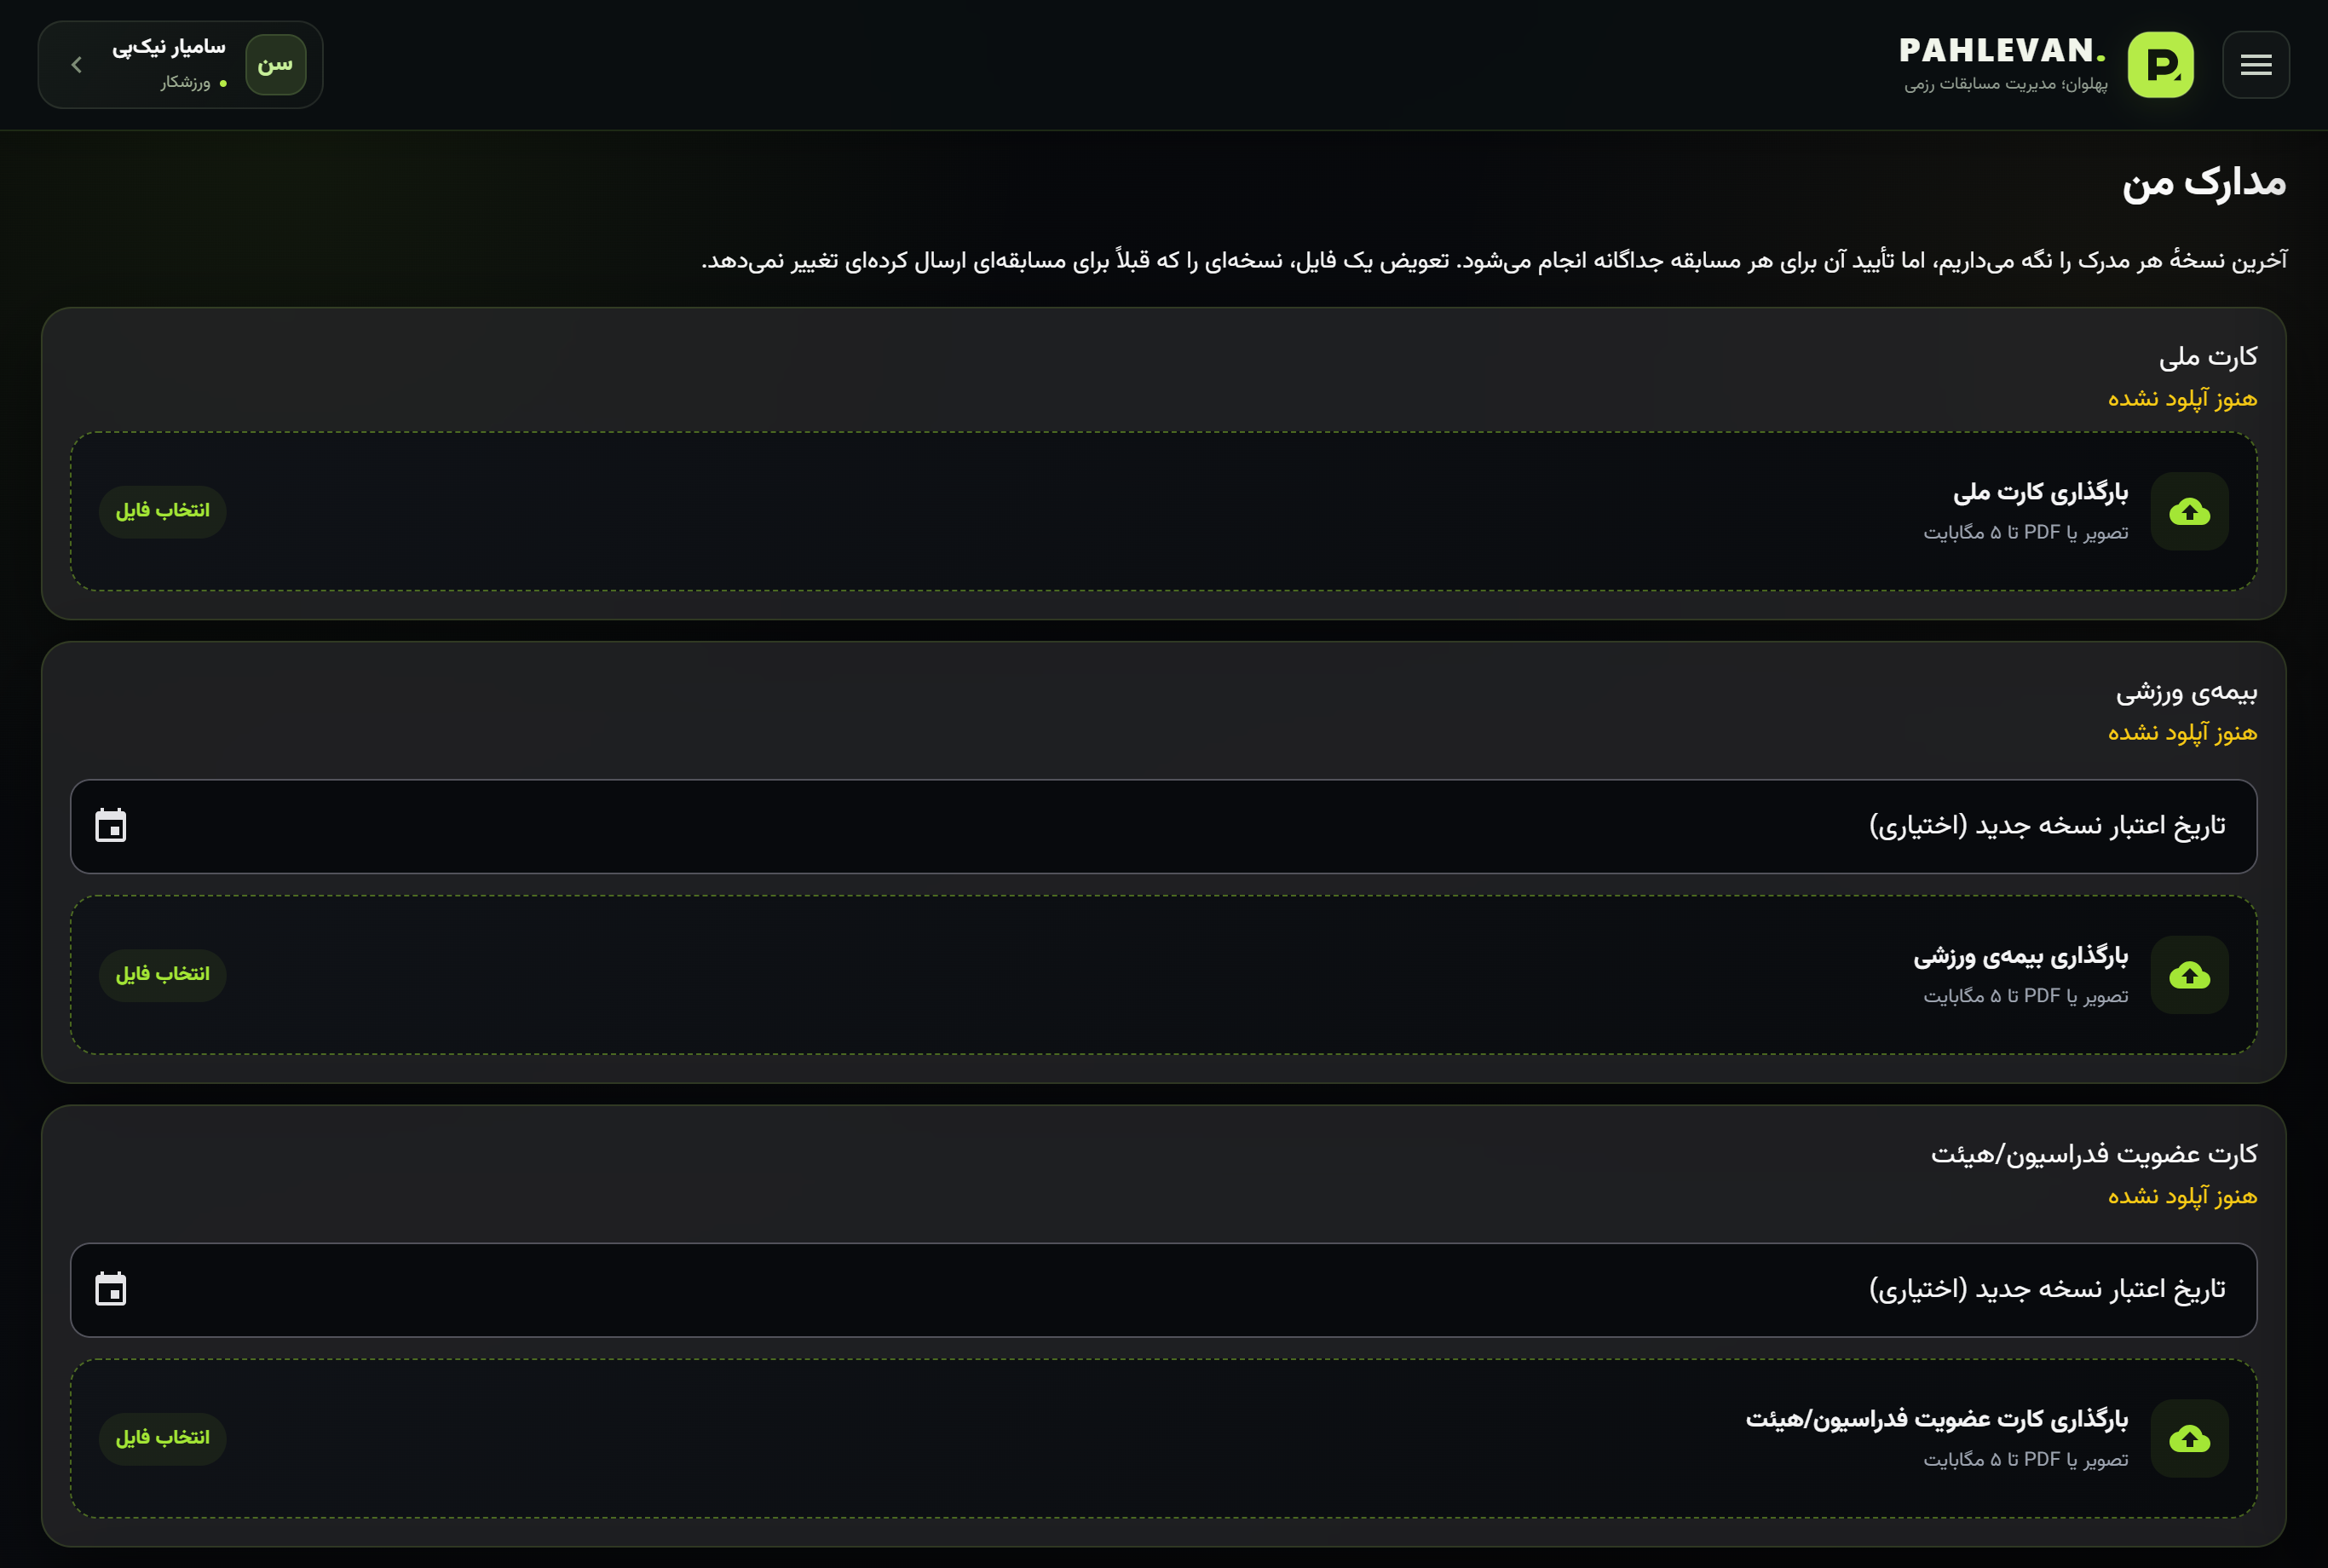 PAHLEVAN.
پهلوان؛ مدیریت مسابقات رزمی
سن
سامیار نیک‌پی
ورزشکار
مدارک من
آخرین نسخهٔ هر مدرک را نگه می‌داریم، اما تأیید آن برای هر مسابقه جداگانه انجام می‌شود. تعویض یک فایل، نسخه‌ای را که قبلاً برای مسابقه‌ای ارسال کرده‌ای تغییر نمی‌دهد.
کارت ملی
هنوز آپلود نشده
بارگذاری کارت ملی
تصویر یا PDF تا ۵ مگابایت
انتخاب فایل
بیمه‌ی ورزشی
هنوز آپلود نشده
تاریخ اعتبار نسخه جدید (اختیاری)
بارگذاری بیمه‌ی ورزشی
تصویر یا PDF تا ۵ مگابایت
انتخاب فایل
کارت عضویت فدراسیون/هیئت
هنوز آپلود نشده
تاریخ اعتبار نسخه جدید (اختیاری)
بارگذاری کارت عضویت فدراسیون/هیئت
تصویر یا PDF تا ۵ مگابایت
انتخاب فایل